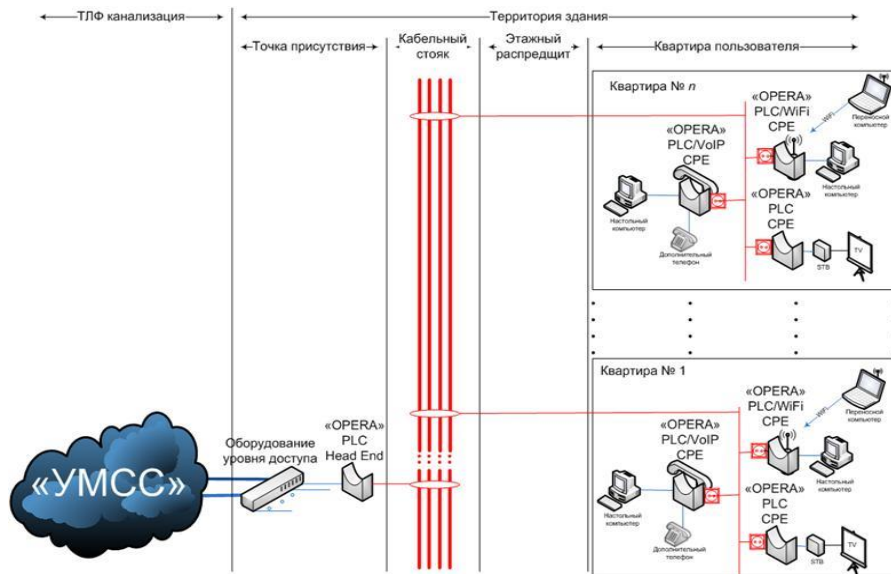 ТЛФ канализация
Территория здания
Точка присутствия
Кабельный
стояк
Этажный
распредщит
Квартира пользователя
Квартира № n
«OPERA»
PLC/WiFi
CPE
WiFi
Переносной
компьютер
«OPERA»
PLC/VoIP
CPE
Настольный
компьютер
Настольный
компьютер
«OPERA»
PLC
CPE
Дополнительный
телефон
STB
TV
Квартира № 1
«OPERA»
PLC/WiFi
CPE
WiFi
Переносной
компьютер
«OPERA»
PLC/VoIP
CPE
Настольный
компьютер
Настольный
компьютер
«OPERA»
PLC
CPE
Дополнительный
телефон
STB
TV
«УМСС»
Оборудование
уровня доступа
«OPERA»
PLC
Head End